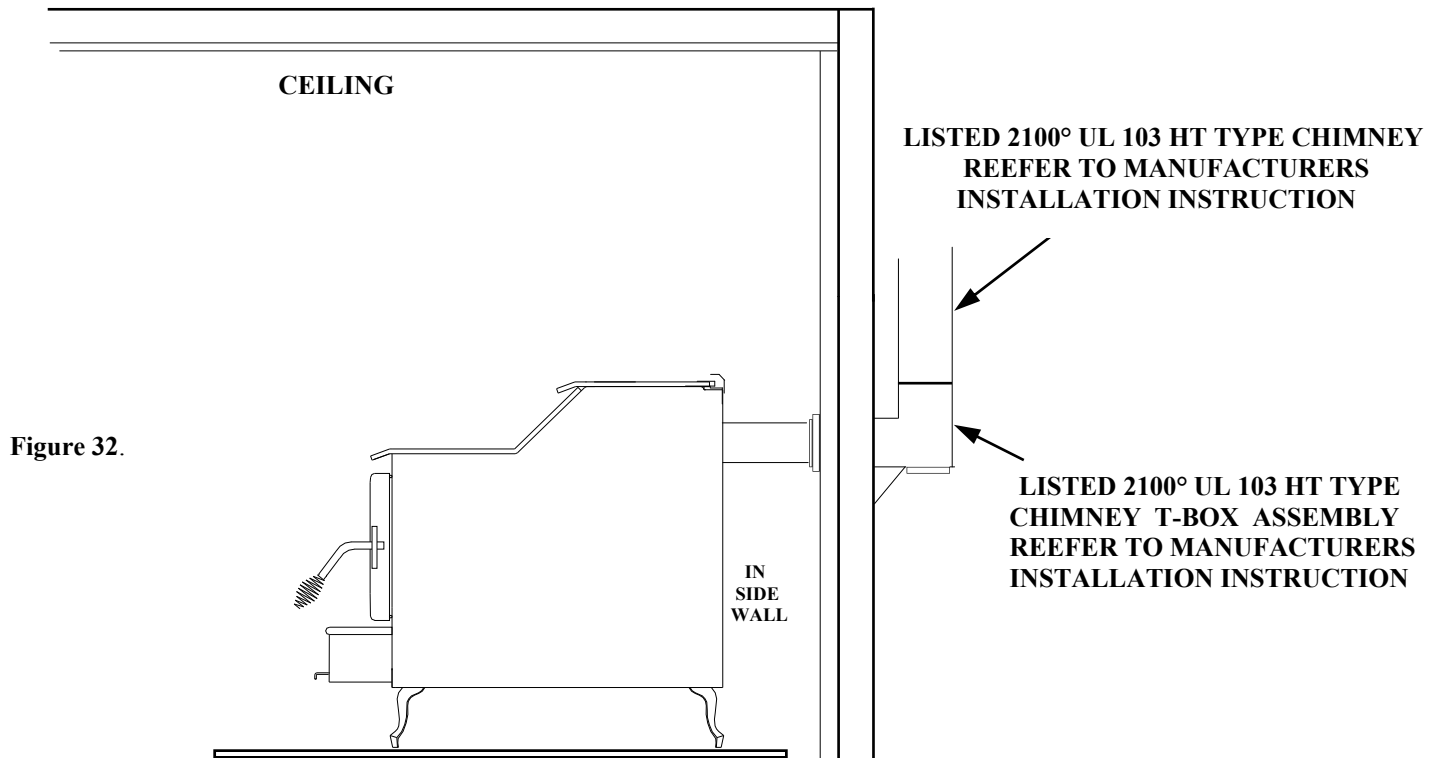 CEILING
LISTED 2100° UL 103 HT TYPE CHIMNEY
REEFER TO MANUFACTURERS
INSTALLATION INSTRUCTION
Figure 32.
LISTED 2100° UL 103 HT TYPE
CHIMNEY T-BOX ASSEMBLY
REEFER TO MANUFACTURERS
INSTALLATION INSTRUCTION
IN
SIDE
WALL